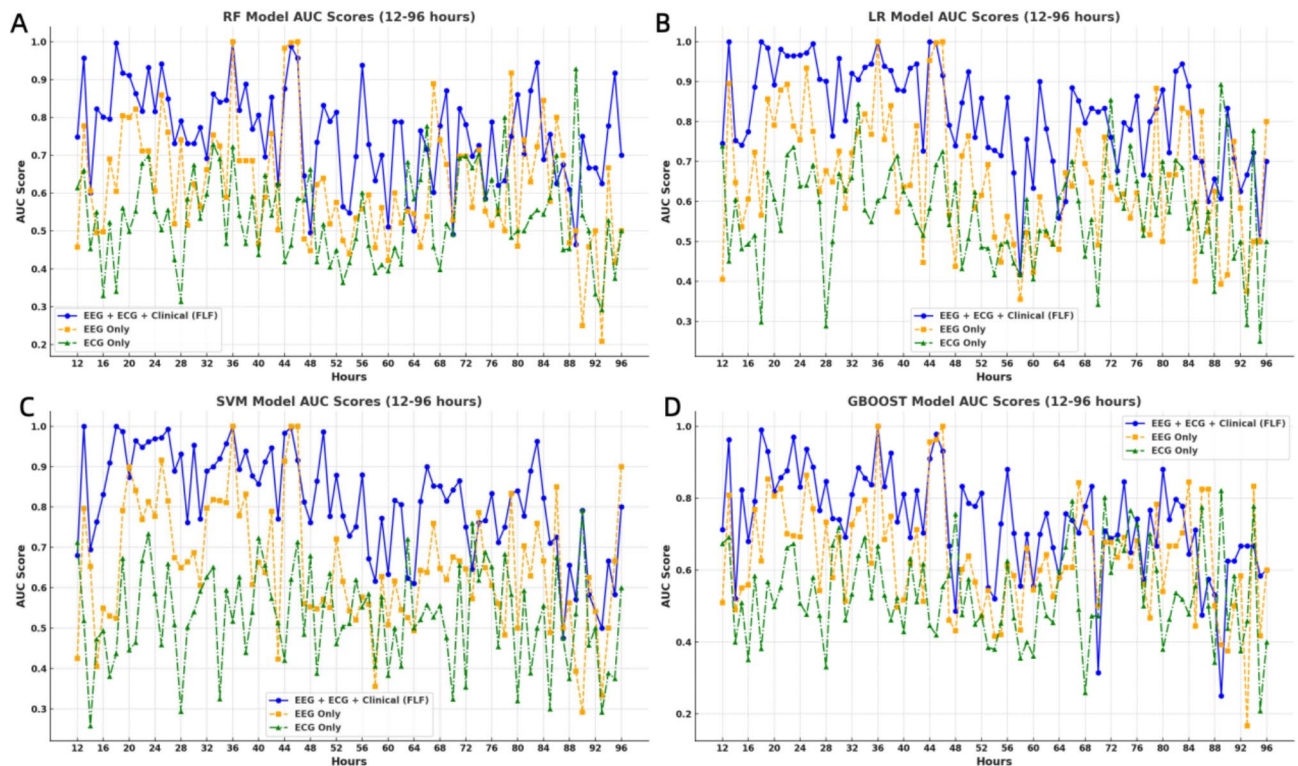 A
RF Model AUC Scores (12-96 hours)
AUC Score
1.0
0.9
0.8
0.7
0.6
0.5
0.4
0.3
0.2
EEG + ECG + Clinical (FLF)
EEG Only
ECG Only
12 16 20 24 28 32 36 40 44 48 52 56 60 64 68 72 76 80 84 88 92 96
Hours
B
LR Model AUC Scores (12-96 hours)
AUC Score
1.0
0.9
0.8
0.7
0.6
0.5
0.4
0.3
EEG + ECG + Clinical (FLF)
EEG Only
ECG Only
12 16 20 24 28 32 36 40 44 48 52 56 60 64 68 72 76 80 84 88 92 96
Hours
C
SVM Model AUC Scores (12-96 hours)
AUC Score
1.0
0.9
0.8
0.7
0.6
0.5
0.4
0.3
EEG + ECG + Clinical (FLF)
EEG Only
ECG Only
12 16 20 24 28 32 36 40 44 48 52 56 60 64 68 72 76 80 84 88 92 96
Hours
D
GBOOST Model AUC Scores (12-96 hours)
AUC Score
1.0
0.8
0.6
0.4
0.2
EEG + ECG + Clinical (FLF)
EEG Only
ECG Only
12 16 20 24 28 32 36 40 44 48 52 56 60 64 68 72 76 80 84 88 92 96
Hours